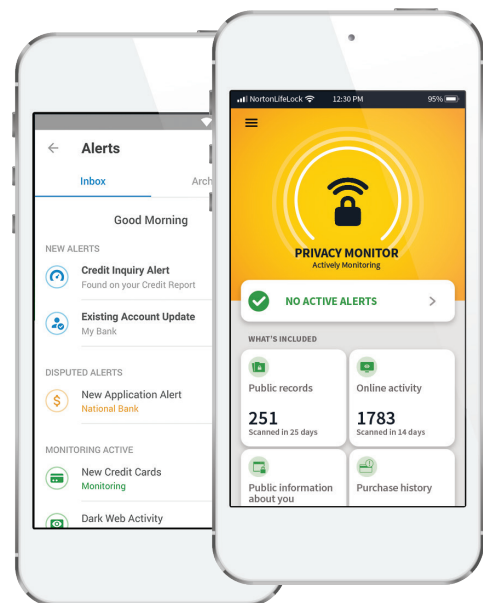 Alerts
Inbox
Arch
Good Morning
NEW ALERTS
Credit Inquiry Alert
Found on your Credit Report
Existing Account Update
My Bank
DISPUTED ALERTS
New Application Alert
National Bank
MONITORING ACTIVE
New Credit Cards
Monitoring
Dark Web Activity
NortonLifeLock 12:30 PM 95%
PRIVACY MONITOR
Actively Monitoring
NO ACTIVE ALERTS
WHAT'S INCLUDED
Public records
251
Scanned in 25 days
Online activity
1783
Scanned in 14 days
Public information
about you
Purchase history